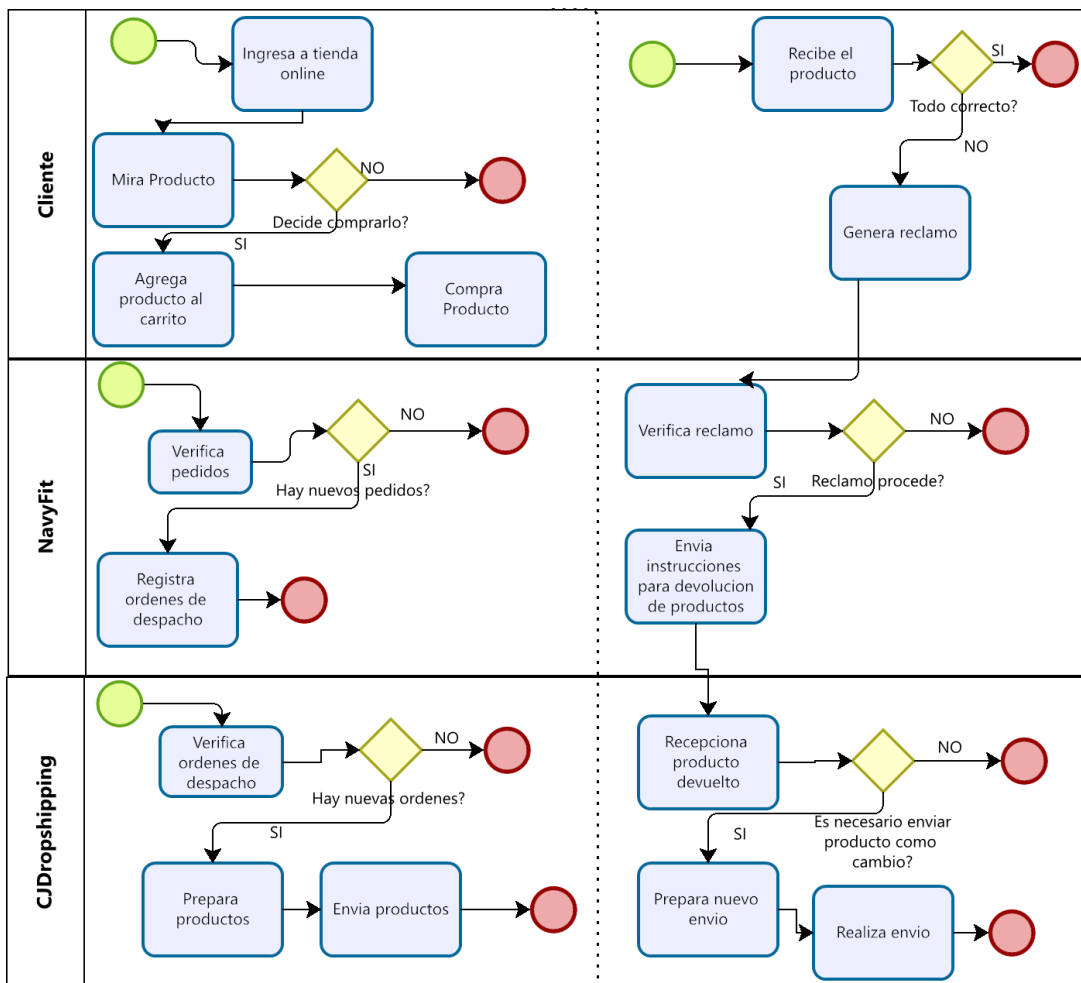 Cliente
Ingresa a tienda
online
Mira Producto
NO
Decide comprarlo?
SI
Agrega
producto al
carrito
Compra
Producto
Recibe el
producto
SI
Todo correcto?
NO
Genera reclamo
NavyFit
Verifica
pedidos
NO
SI
Hay nuevos pedidos?
Registra
ordenes de
despacho
Verifica reclamo
NO
SI
Reclamo procede?
Envia
instrucciones
para devolucion
de productos
CJDropshipping
Verifica
ordenes de
despacho
NO
Hay nuevas ordenes?
SI
Prepara
productos
Envia productos
Recepciona
producto
devuelto
NO
Es necesario enviar
producto como
cambio?
SI
Prepara nuevo
envio
Realiza envio